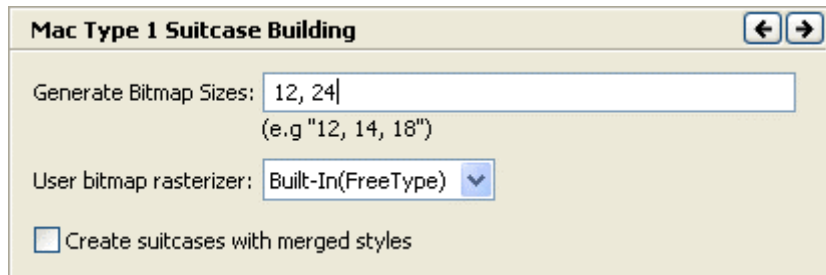 Mac Type 1 Suitcase Building
Generate Bitmap Sizes: 12, 24
(e.g "12, 14, 18")
User bitmap rasterizer: Built-In(FreeType)
Create suitcases with merged styles